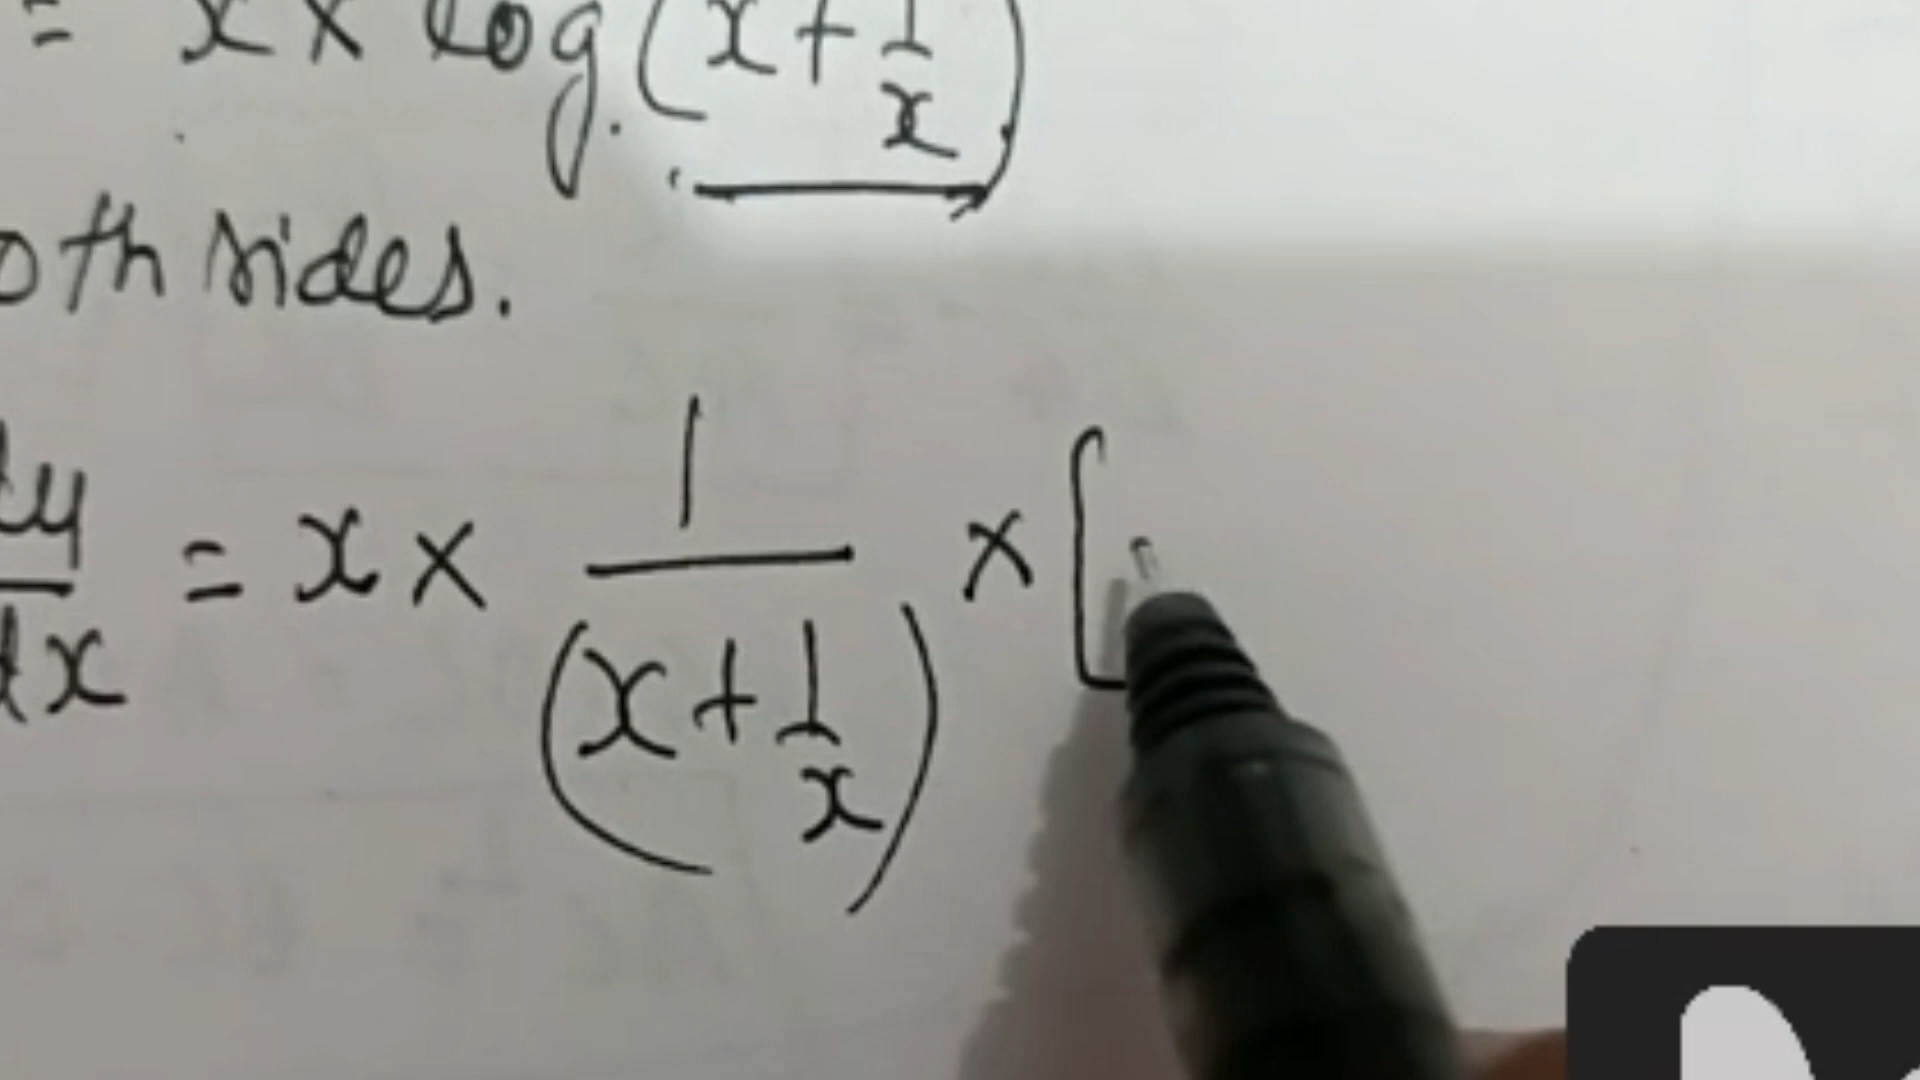 = x × log (x + 1/x)
oth sides.
dy/dx = x × 1/(x + 1/x) × [